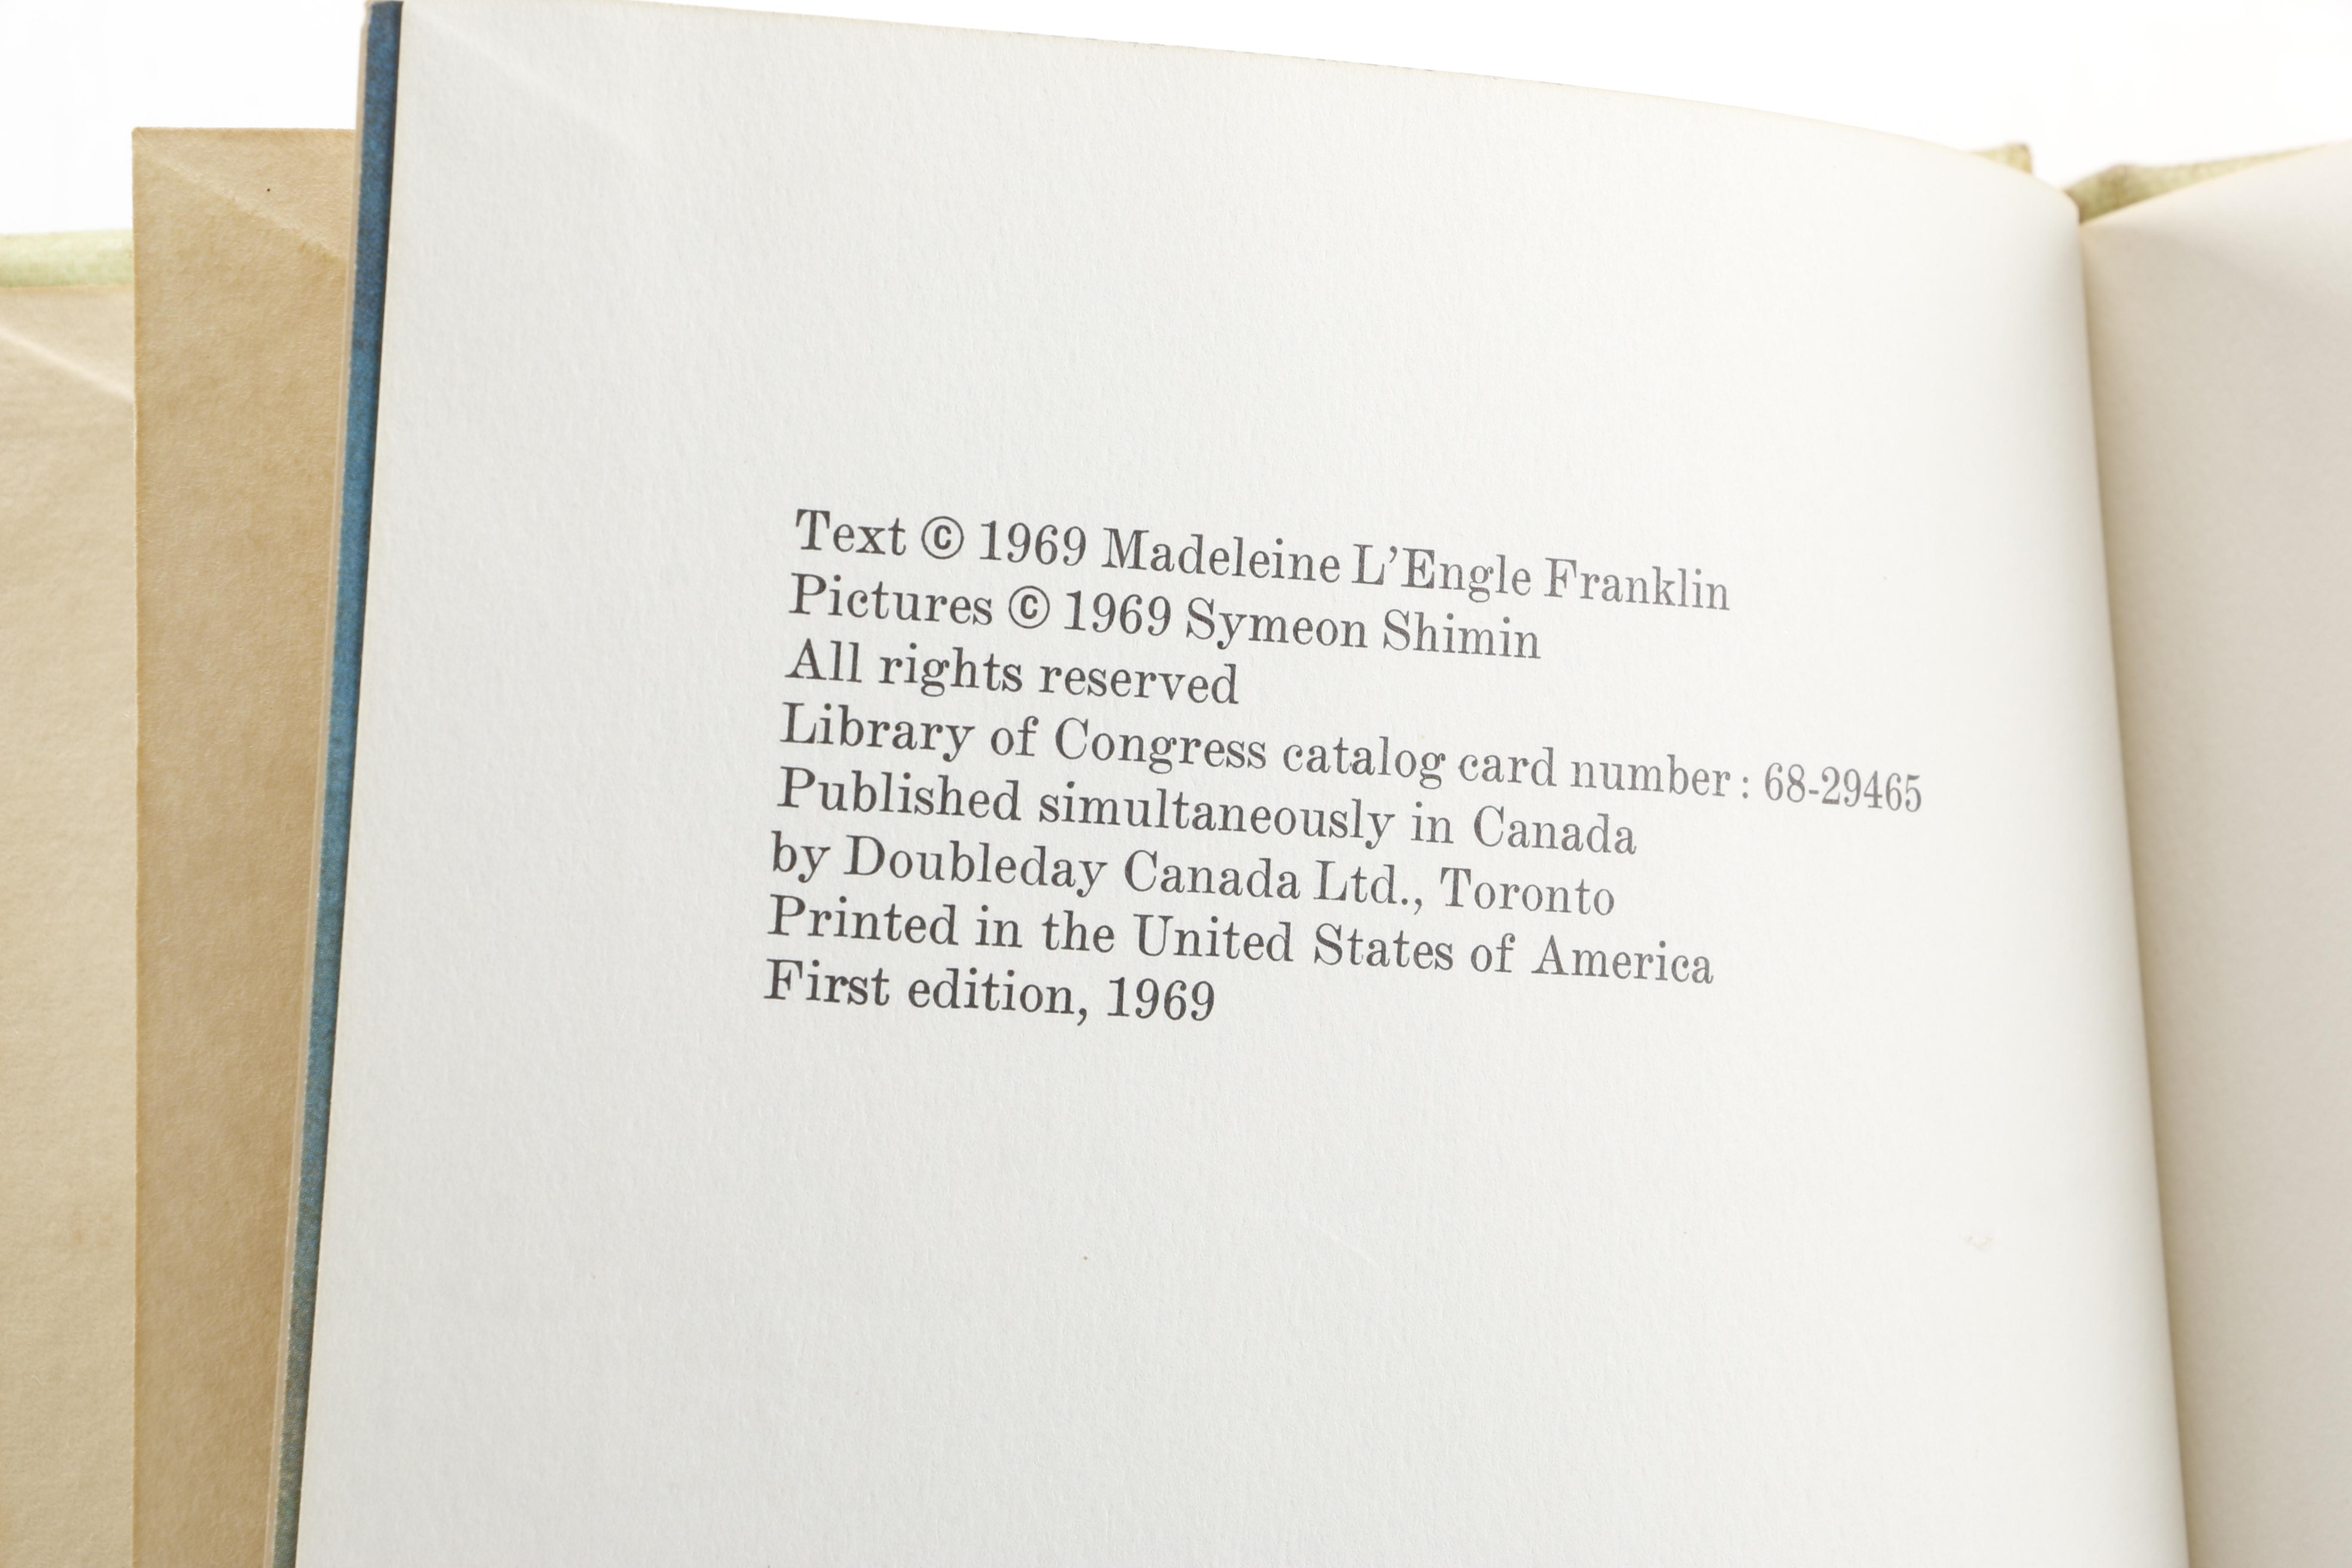 Text © 1969 Madeleine L’Engle Franklin
Pictures © 1969 Symeon Shimin
All rights reserved
Library of Congress catalog card number: 68-29465
Published simultaneously in Canada
by Doubleday Canada Ltd., Toronto
Printed in the United States of America
First edition, 1969